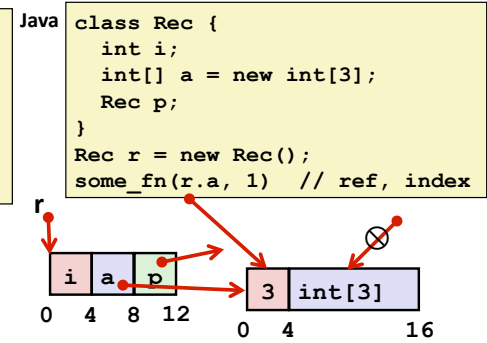 Java
class Rec {
int i;
int[] a = new int[3];
Rec p;
}
Rec r = new Rec();
some_fn(r.a, 1) // ref, index
r
i a p
3 int[3]
0 4 8 12
0 4 16